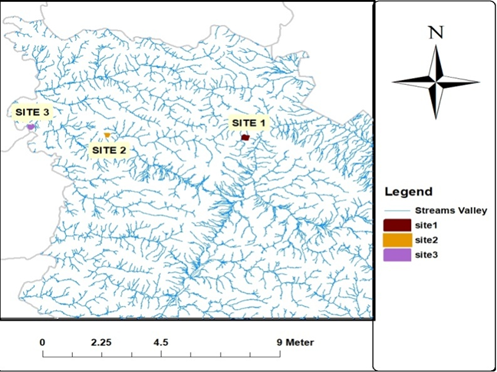 N
SITE 3
SITE 1
SITE 2
Legend
Streams Valley
site1
site2
site3
0 2.25 4.5 9 Meter